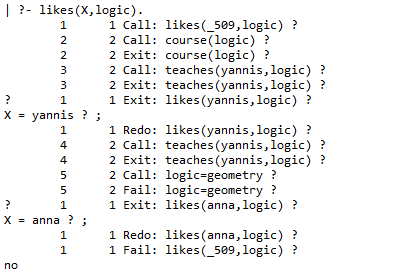 | ?- likes(X,logic).
1 1 Call: likes(_509,logic) ?
2 2 Call: course(logic) ?
2 2 Exit: course(logic) ?
3 2 Call: teaches(yannis,logic) ?
3 2 Exit: teaches(yannis,logic) ?
? 1 1 Exit: likes(yannis,logic) ?
X = yannis ? ;
1 1 Redo: likes(yannis,logic) ?
4 2 Call: teaches(yannis,logic) ?
4 2 Exit: teaches(yannis,logic) ?
5 2 Call: logic=geometry ?
5 2 Fail: logic=geometry ?
? 1 1 Exit: likes(anna,logic) ?
X = anna ? ;
1 1 Redo: likes(anna,logic) ?
1 1 Fail: likes(_509,logic) ?
no